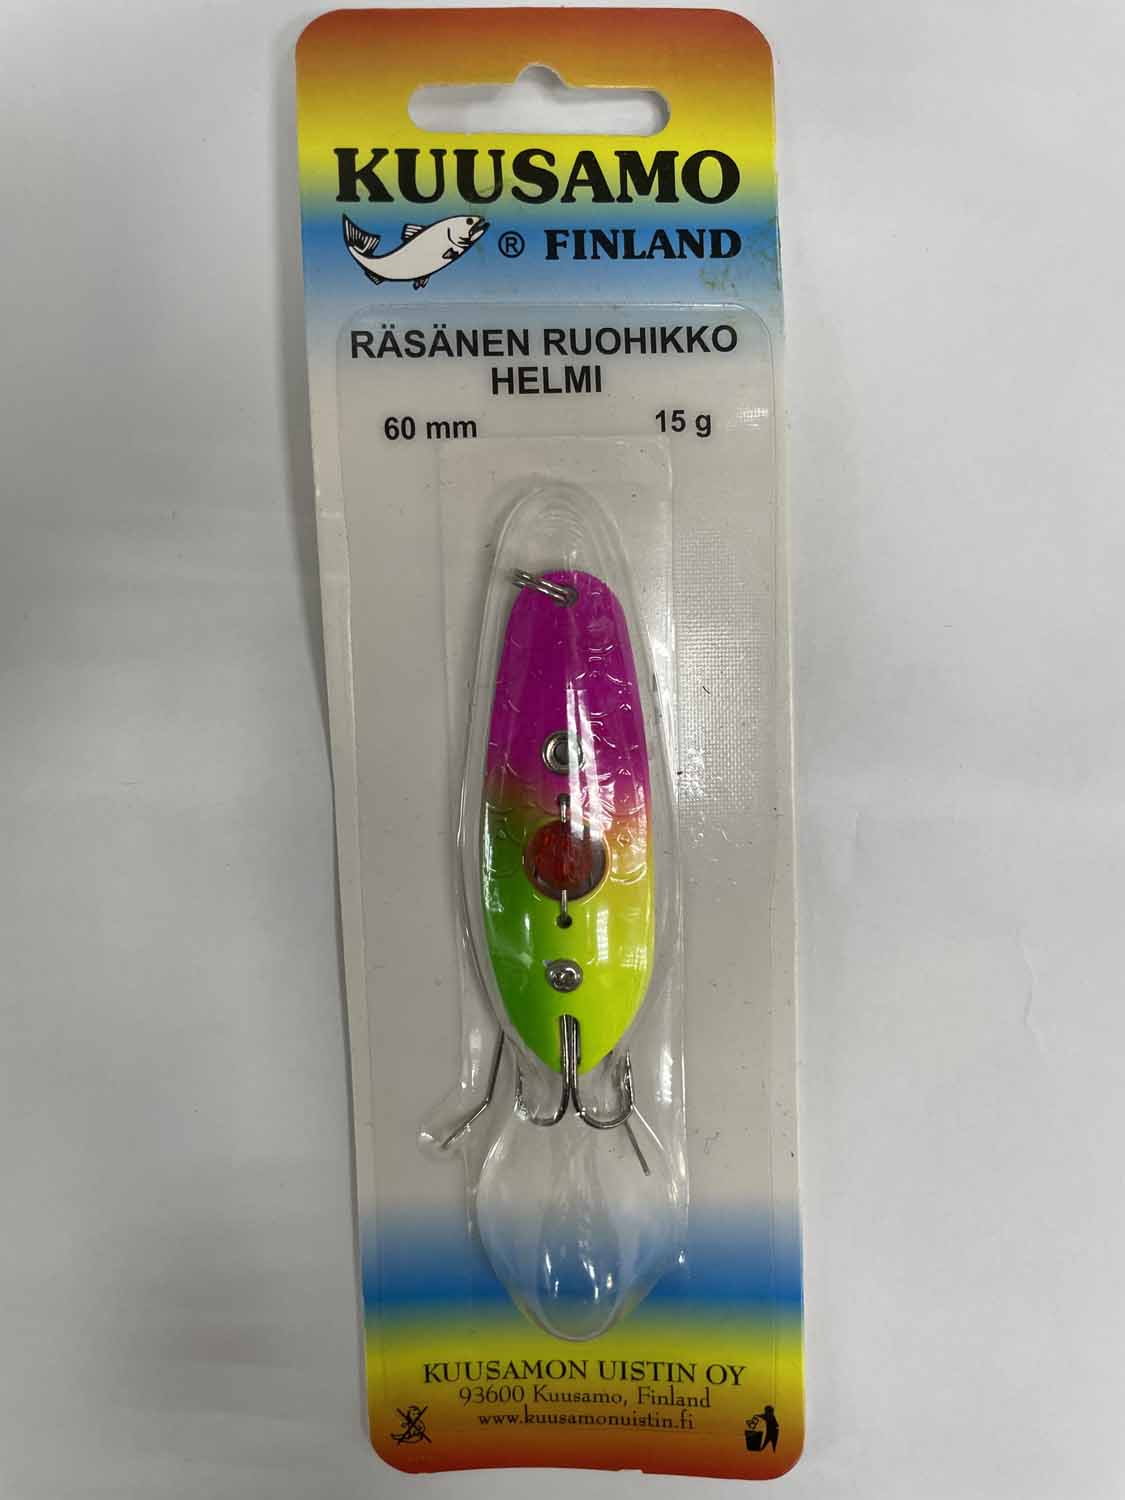 KUUSAMO
® FINLAND
RÄSÄNEN RUOHIKKO
HELMI
60 mm 15 g
KUUSAMON UISTIN OY
93600 Kuusamo, Finland
www.kuusamonuistin.fi